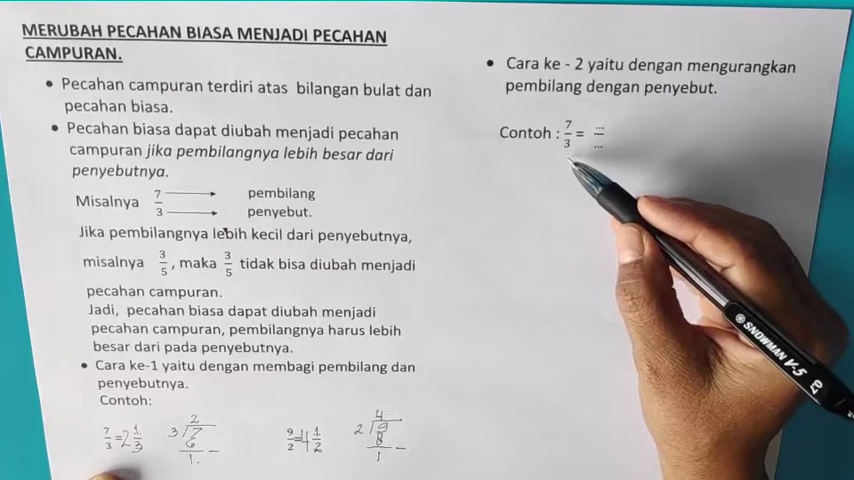 MERUBAH PECAHAN BIASA MENJADI PECAHAN
CAMPURAN.
• Pecahan campuran terdiri atas bilangan bulat dan
pecahan biasa.
• Pecahan biasa dapat diubah menjadi pecahan
campuran jika pembilangnya lebih besar dari
penyebutnya.
Misalnya 7/3 → pembilang
→ penyebut.
Jika pembilangnya lebih kecil dari penyebutnya,
misalnya 3/5 , maka 3/5 tidak bisa diubah menjadi
pecahan campuran.
Jadi, pecahan biasa dapat diubah menjadi
pecahan campuran, pembilangnya harus lebih
besar dari pada penyebutnya.
• Cara ke-1 yaitu dengan membagi pembilang dan
penyebutnya.
Contoh:
7/3 = 2 1/3
2
3 √7
6
1 -
9/2 = 4 1/2
4
2 √9
8
1 -
• Cara ke - 2 yaitu dengan mengurangkan
pembilang dengan penyebut.
Contoh : 7/3 = .../...
SNOWMAN V-5